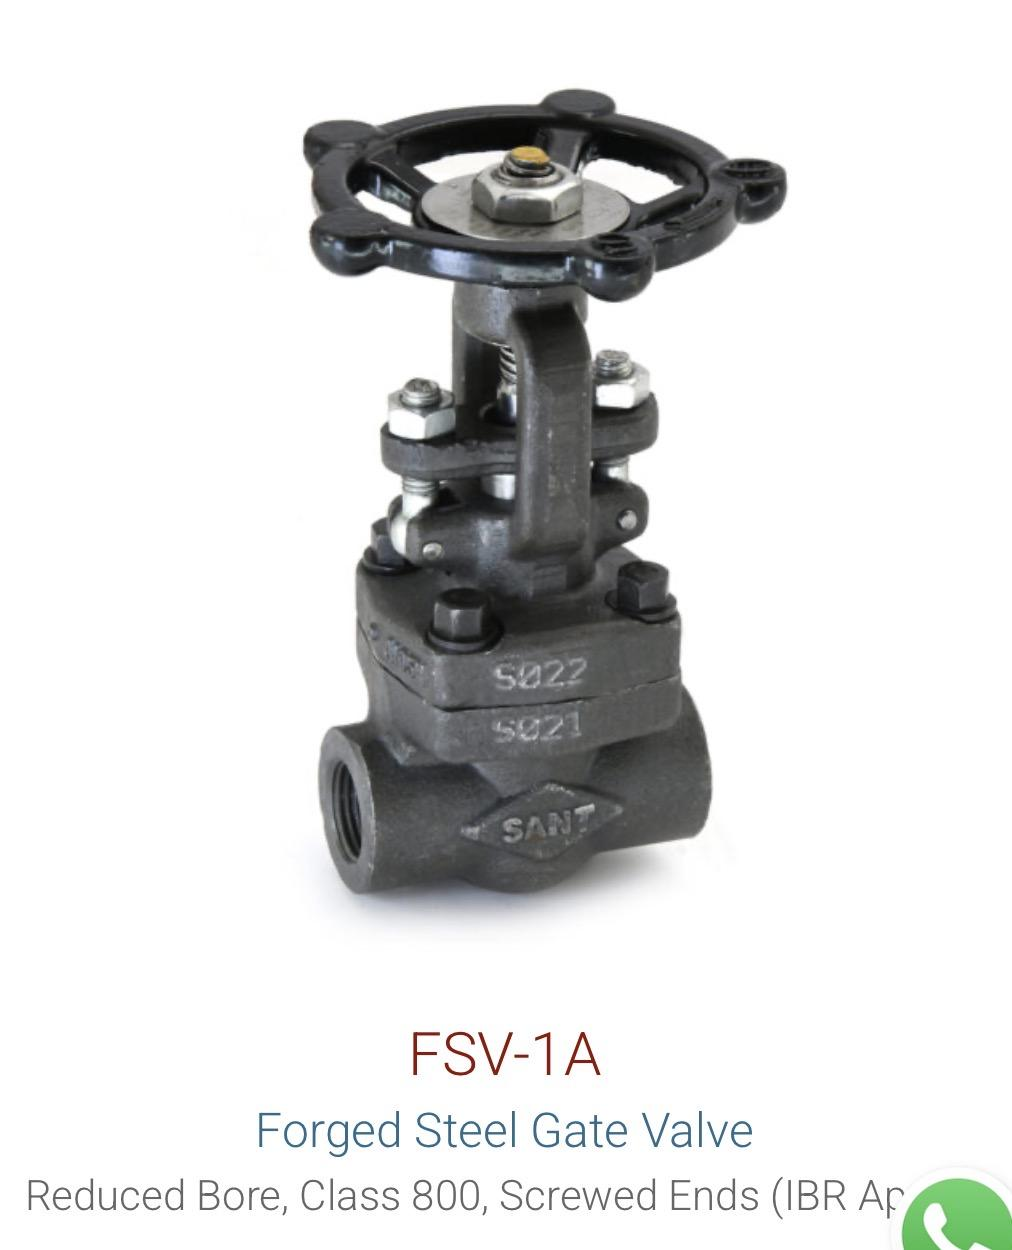 S022
S021
SANT
FSV-1A
Forged Steel Gate Valve
Reduced Bore, Class 800, Screwed Ends (IBR Ap